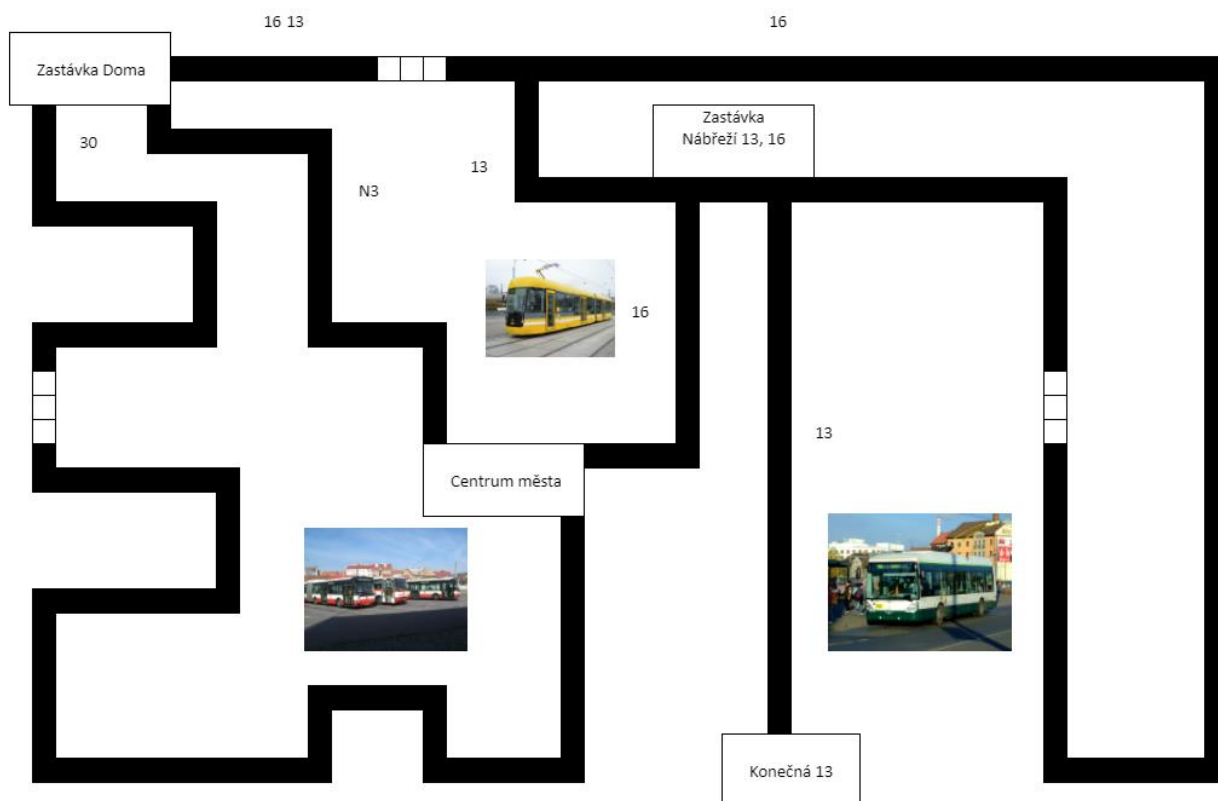 16 13
16
Zastávka Doma
Zastávka
Nábřeží 13, 16
30
13
N3
16
13
Centrum města
Konečná 13